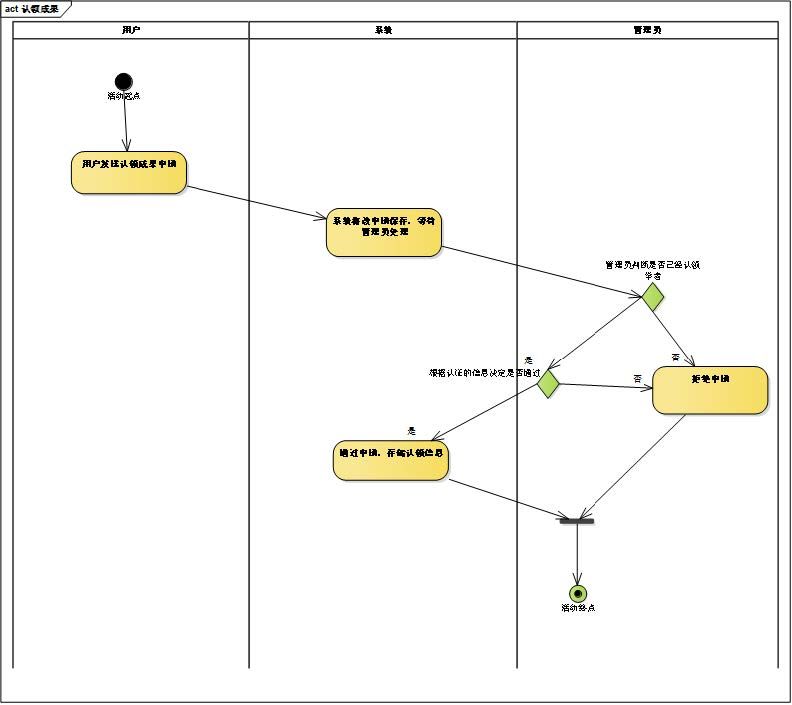 act 认领成果
用户
系统
管理员
活动起点
用户发送认领成果申请
系统将改申请保存，等待
管理员处理
管理员判断是否已经认领
学者
是
否
根据认证的信息决定是否通过
否
拒绝申请
是
通过申请，存储认领信息
活动终点